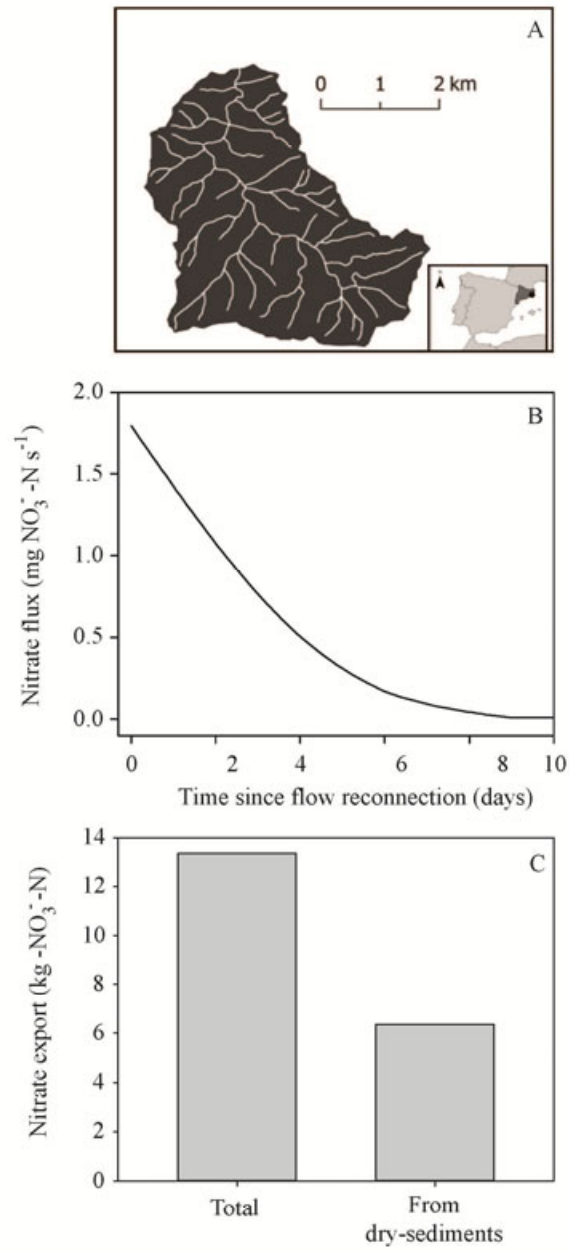 A
0 1 2 km
B
Nitrate flux (mg NO₃⁻-N s⁻¹)
2.0
1.5
1.0
0.5
0.0
0 2 4 6 8 10
Time since flow reconnection (days)
C
Nitrate export (kg -NO₃⁻-N)
14
12
10
8
6
4
2
0
Total From
dry-sediments